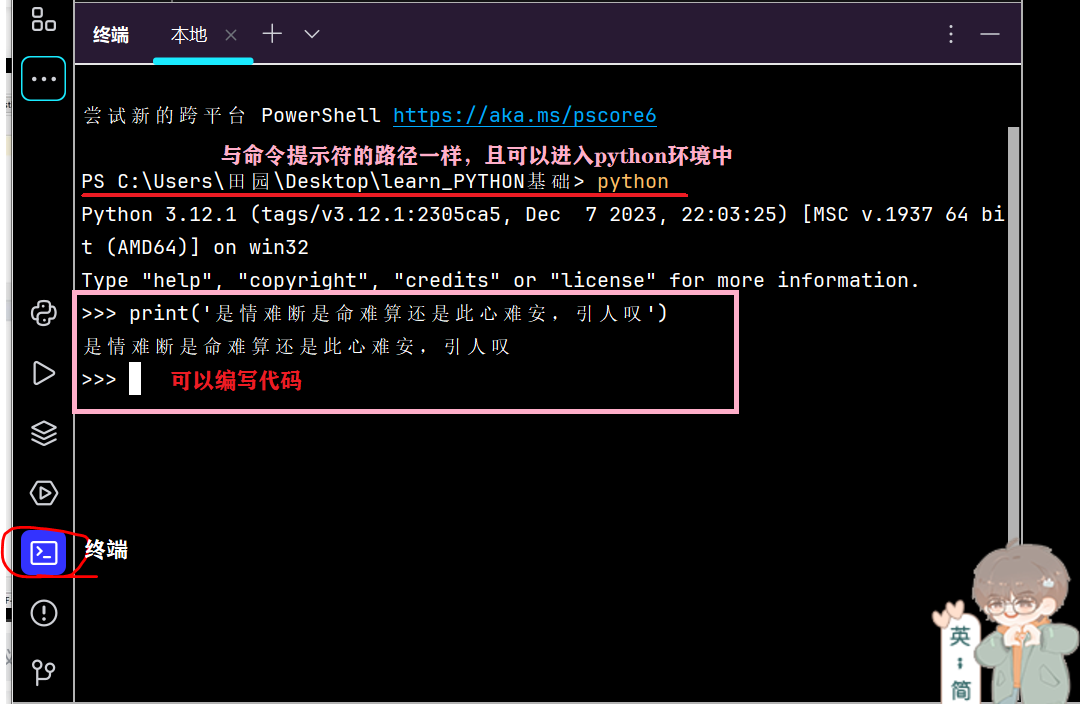 终端 本地
尝试新的跨平台 PowerShell https://aka.ms/pscore6
与命令提示符的路径一样，且可以进入python环境中
PS C:\Users\田园\Desktop\learn_PYTHON基础> python
Python 3.12.1 (tags/v3.12.1:2305ca5, Dec  7 2023, 22:03:25) [MSC v.1937 64 bi
t (AMD64)] on win32
Type "help", "copyright", "credits" or "license" for more information.
>>> print('是情难断是命难算还是此心难安，引人叹')
是情难断是命难算还是此心难安，引人叹
>>> 可以编写代码
终端
英
；
简